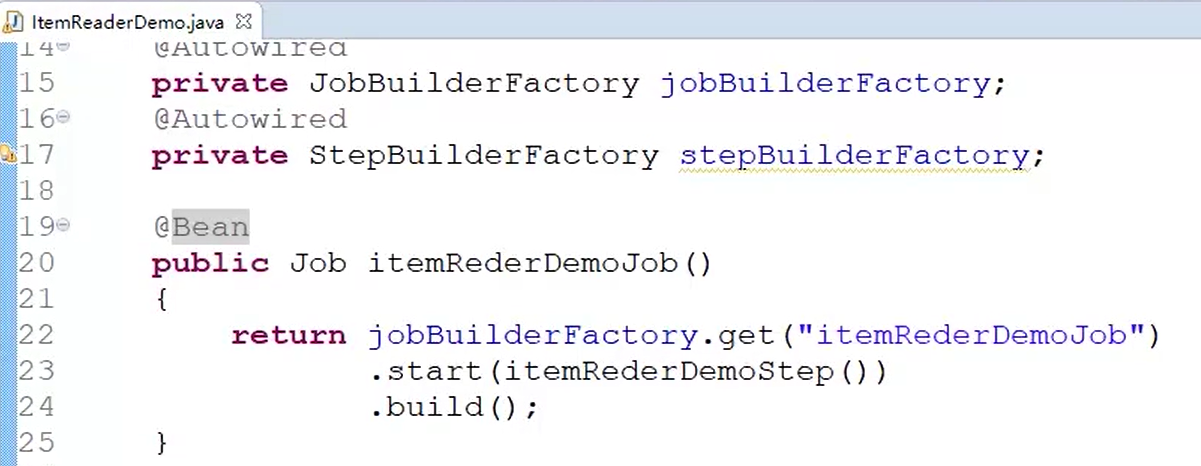 ItemReaderDemo.java
14 @Autowired
15 private JobBuilderFactory jobBuilderFactory;
16 @Autowired
17 private StepBuilderFactory stepBuilderFactory;
18
19 @Bean
20 public Job itemRederDemoJob()
21 {
22 return jobBuilderFactory.get("itemRederDemoJob")
23 .start(itemRederDemoStep())
24 .build();
25 }